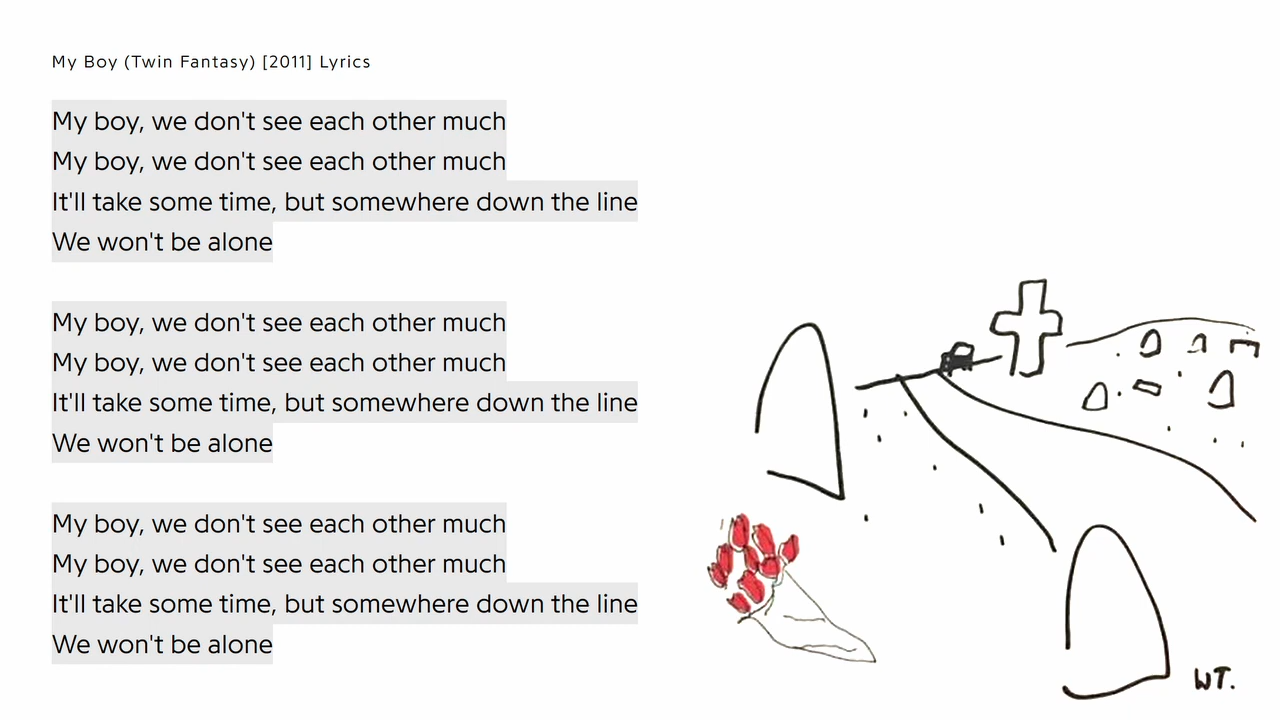 My Boy (Twin Fantasy) [2011] Lyrics
My boy, we don't see each other much
My boy, we don't see each other much
It'll take some time, but somewhere down the line
We won't be alone
My boy, we don't see each other much
My boy, we don't see each other much
It'll take some time, but somewhere down the line
We won't be alone
My boy, we don't see each other much
My boy, we don't see each other much
It'll take some time, but somewhere down the line
We won't be alone
WT.